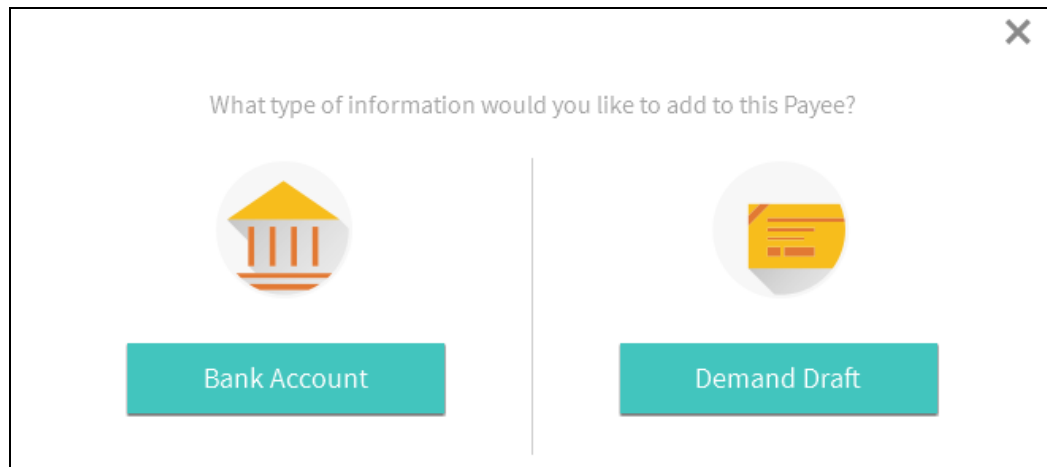 What type of information would you like to add to this Payee?
Bank Account
Demand Draft